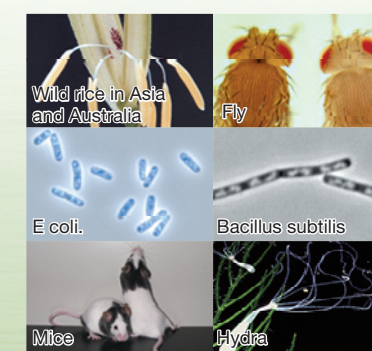 Wild rice in Asia
and Australia
Fly
E coli.
Bacillus subtilis
Mice
Hydra